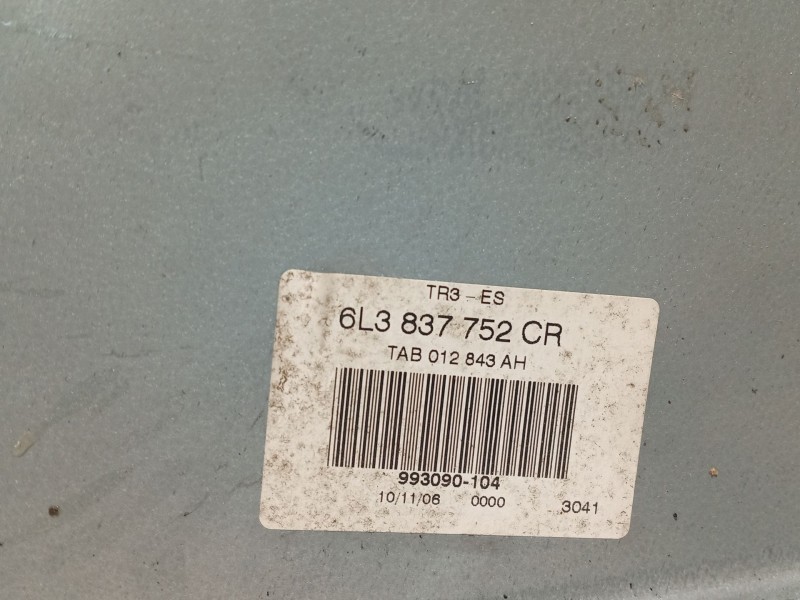 TR3-ES
6L3 837 752 CR
TAB 012 843 AH
993090-104
10/11/06 0000 3041